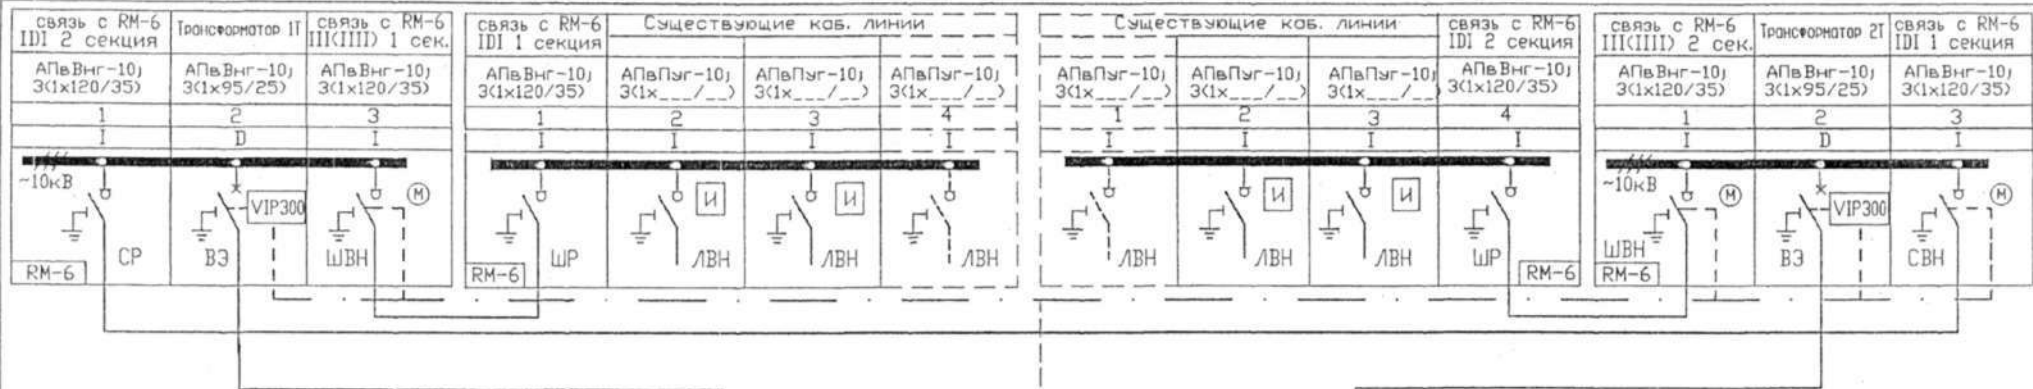 связь с RM-6
IDI 2 секция
Трансформатор 1Т
связь с RM-6
III(IIII) 1 сек.
АПвВнг-10;
3(1x120/35)
АПвВнг-10;
3(1x95/25)
АПвВнг-10;
3(1x120/35)
1 2 3
I D I
~10кВ
VIP300
М
СР ВЭ ШВН
RM-6
связь с RM-6
IDI 1 секция
Существующие каб. линии
АПвВнг-10;
3(1x120/35)
АПвПуг-10;
3(1x___/__)
АПвПуг-10;
3(1x___/__)
АПвПуг-10;
3(1x___/__)
1 2 3 4
I I I I
И И
ШР ЛВН ЛВН ЛВН
RM-6
Существующие каб. линии
связь с RM-6
IDI 2 секция
АПвПуг-10;
3(1x___/__)
АПвПуг-10;
3(1x___/__)
АПвПуг-10;
3(1x___/__)
АПвВнг-10;
3(1x120/35)
1 2 3 4
I I I I
И И
ЛВН ЛВН ЛВН ШР
RM-6
связь с RM-6
III(IIII) 2 сек.
Трансформатор 2Т
связь с RM-6
IDI 1 секция
АПвВнг-10;
3(1x120/35)
АПвВнг-10;
3(1x95/25)
АПвВнг-10;
3(1x120/35)
1 2 3
I D I
~10кВ
М
VIP300
М
ШВН ВЭ СВН
RM-6